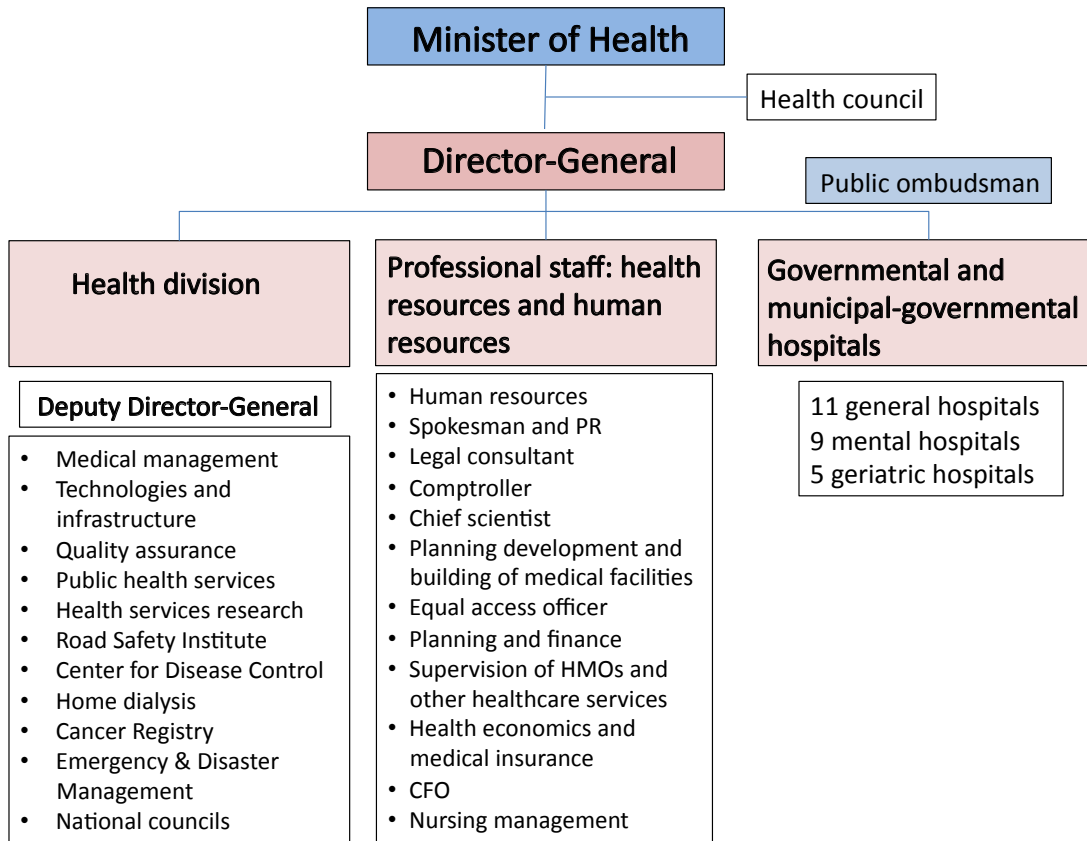 Minister of Health
Health council
Director-General
Public ombudsman
Health division
Deputy Director-General
• Medical management
• Technologies and
infrastructure
• Quality assurance
• Public health services
• Health services research
• Road Safety Institute
• Center for Disease Control
• Home dialysis
• Cancer Registry
• Emergency & Disaster
Management
• National councils
Professional staff: health
resources and human
resources
• Human resources
• Spokesman and PR
• Legal consultant
• Comptroller
• Chief scientist
• Planning development and
building of medical facilities
• Equal access officer
• Planning and finance
• Supervision of HMOs and
other healthcare services
• Health economics and
medical insurance
• CFO
• Nursing management
Governmental and
municipal-governmental
hospitals
11 general hospitals
9 mental hospitals
5 geriatric hospitals